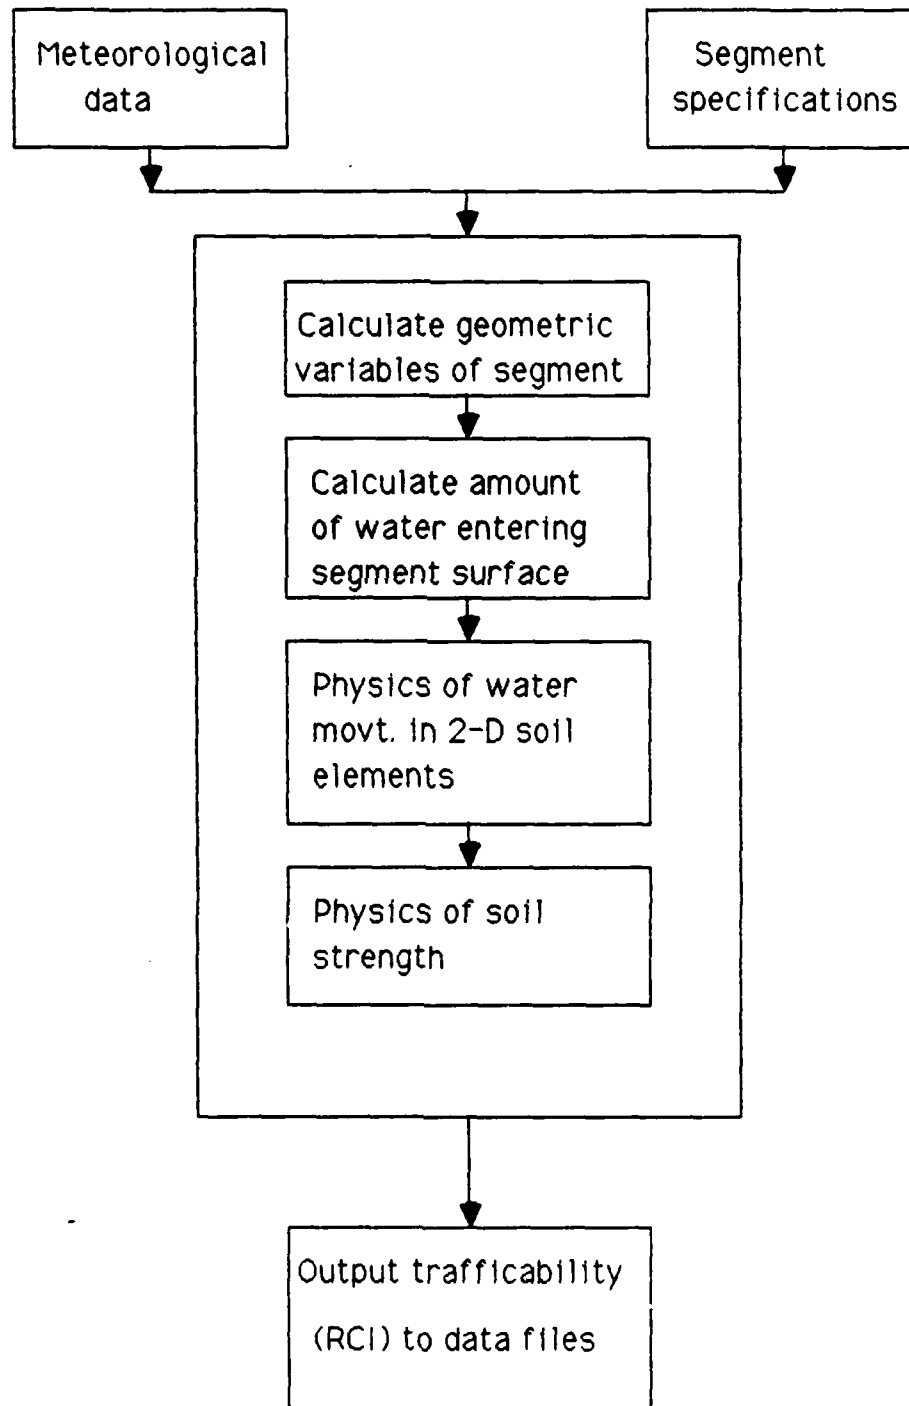 Meteorological
data
Segment
specifications
Calculate geometric
variables of segment
Calculate amount
of water entering
segment surface
Physics of water
movt. in 2-D soil
elements
Physics of soil
strength
Output trafficability
(RCI) to data files